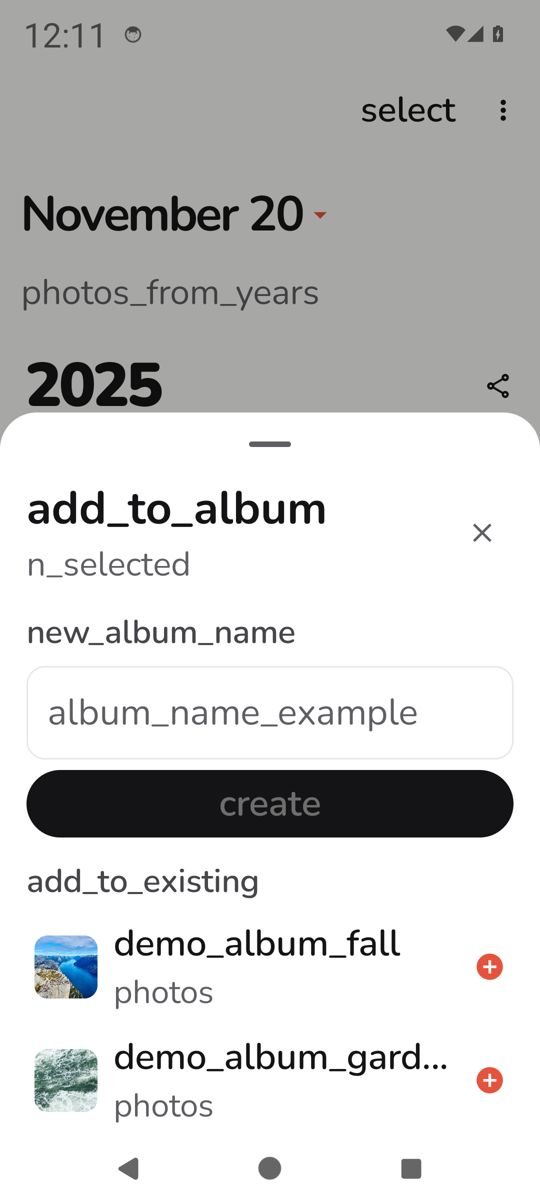 12:11
select
November 20
photos_from_years
2025
add_to_album
n_selected
new_album_name
album_name_example
create
add_to_existing
demo_album_fall
photos
demo_album_gard...
photos